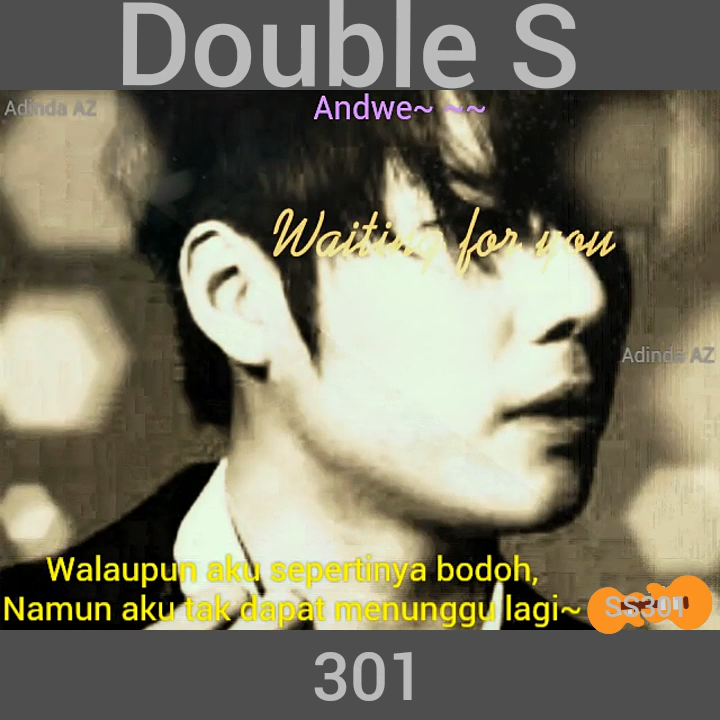 Double S
Adinda AZ
Andwe~ ~~
Waiting for you
Adinda AZ
Walaupun aku sepertinya bodoh,
Namun aku tak dapat menunggu lagi~
SS301
301